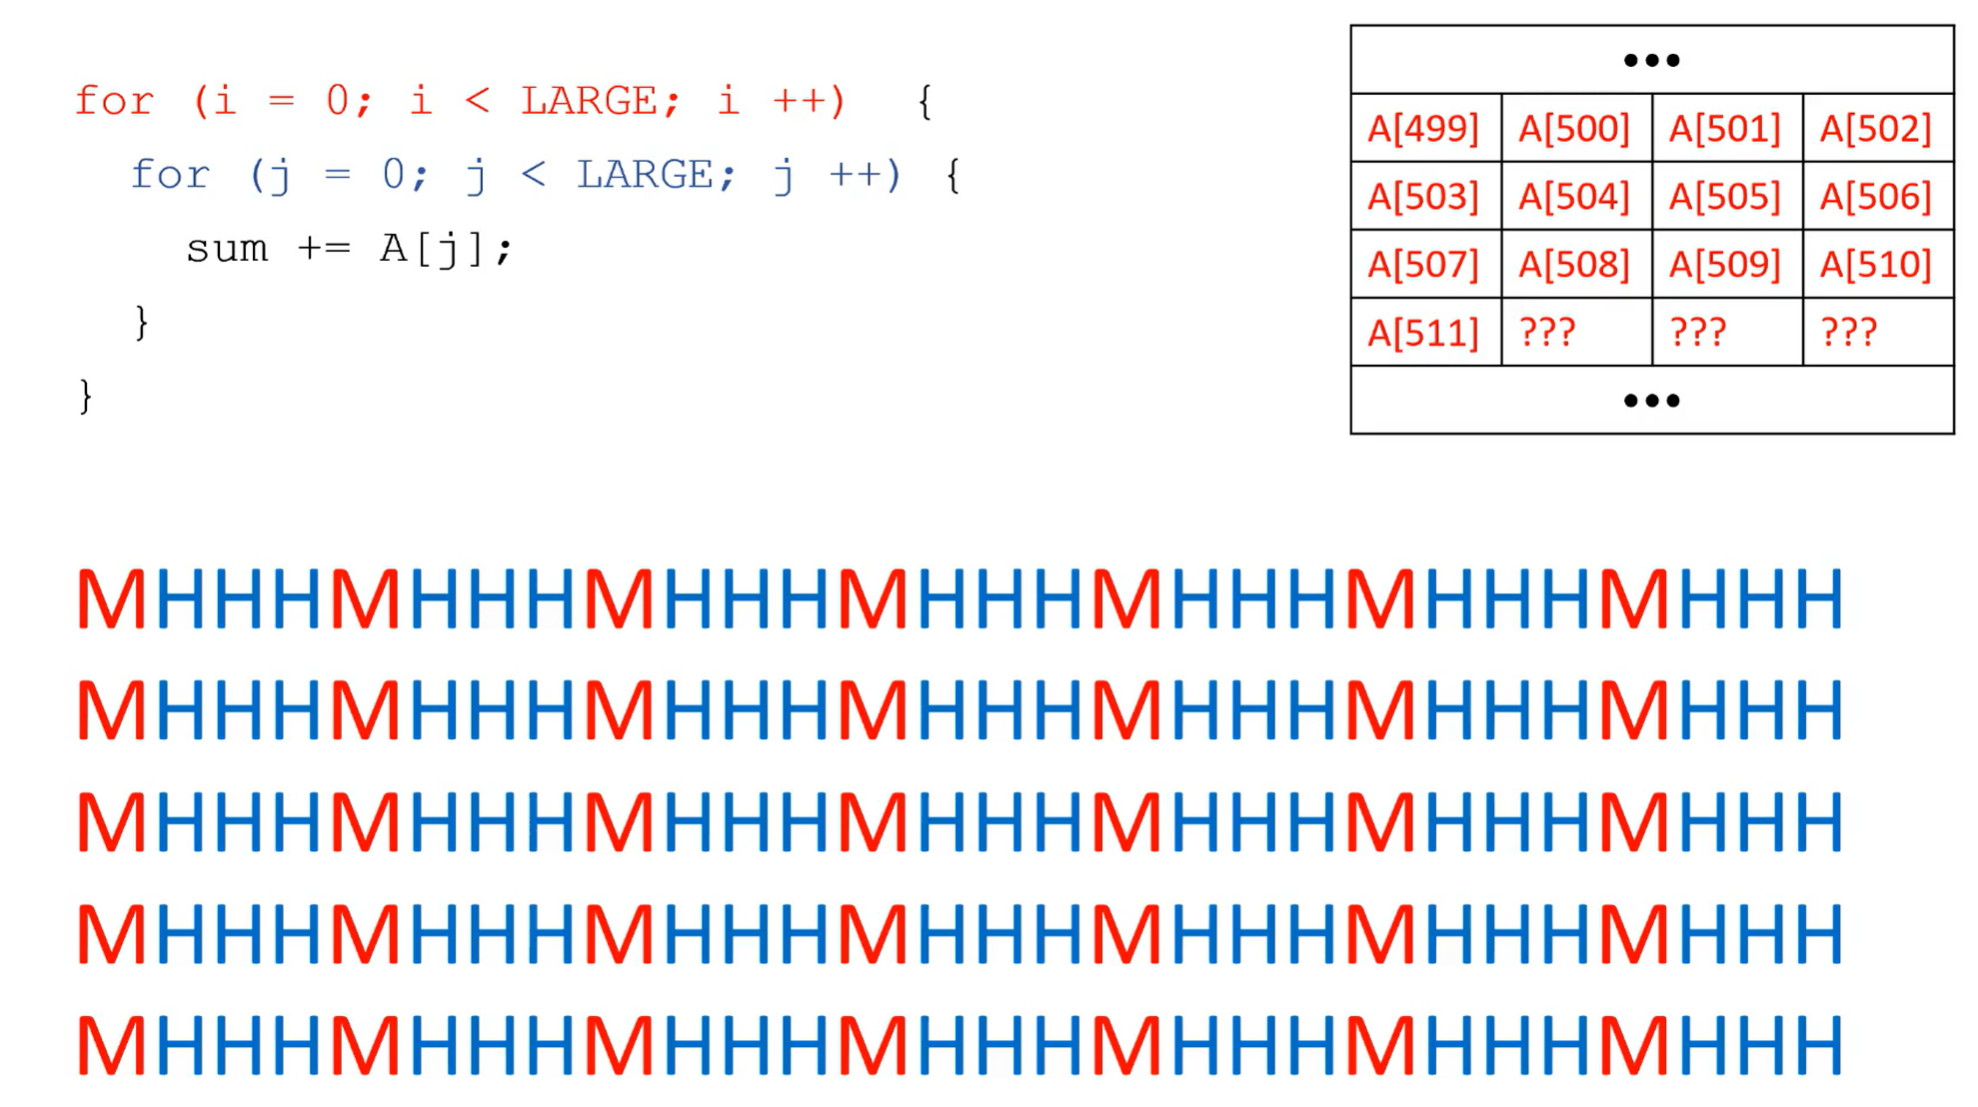 for (i = 0; i < LARGE; i ++) {
for (j = 0; j < LARGE; j ++) {
sum += A[j];
}
}
•••
A[499] A[500] A[501] A[502]
A[503] A[504] A[505] A[506]
A[507] A[508] A[509] A[510]
A[511] ??? ??? ???
•••
MHHHMHHHMHHHMHHHMHHHMHHHMHHH
MHHHMHHHMHHHMHHHMHHHMHHHMHHH
MHHHMHHHMHHHMHHHMHHHMHHHMHHH
MHHHMHHHMHHHMHHHMHHHMHHHMHHH
MHHHMHHHMHHHMHHHMHHHMHHHMHHH